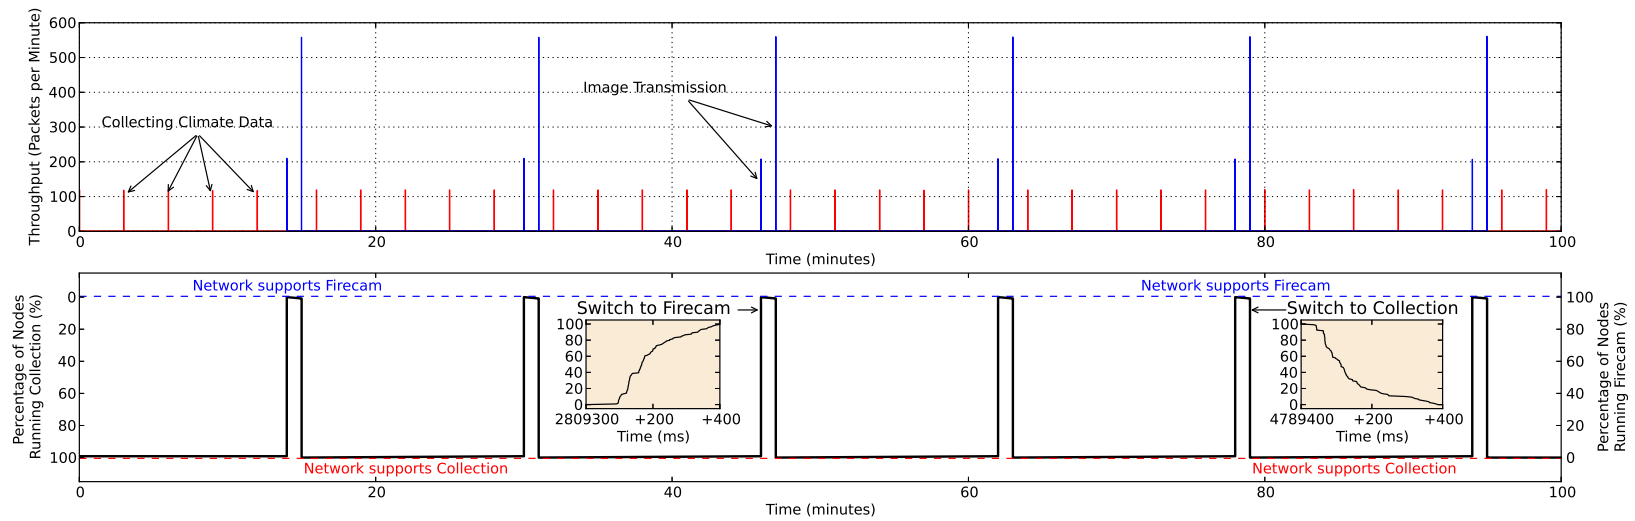 600
500
400
300
200
100
0
Throughput (Packets per Minute)
Collecting Climate Data
Image Transmission
0 20 40 60 80 100
Time (minutes)
Percentage of Nodes
Running Collection (%)
0
20
40
60
80
100
Network supports Firecam
Network supports Firecam
Switch to Firecam
100
80
60
40
20
0
2809300 +200 +400
Time (ms)
Switch to Collection
100
80
60
40
20
0
4789400 +200 +400
Time (ms)
Network supports Collection
Network supports Collection
100
80
60
40
20
0
Percentage of Nodes
Running Firecam (%)
0 20 40 60 80 100
Time (minutes)